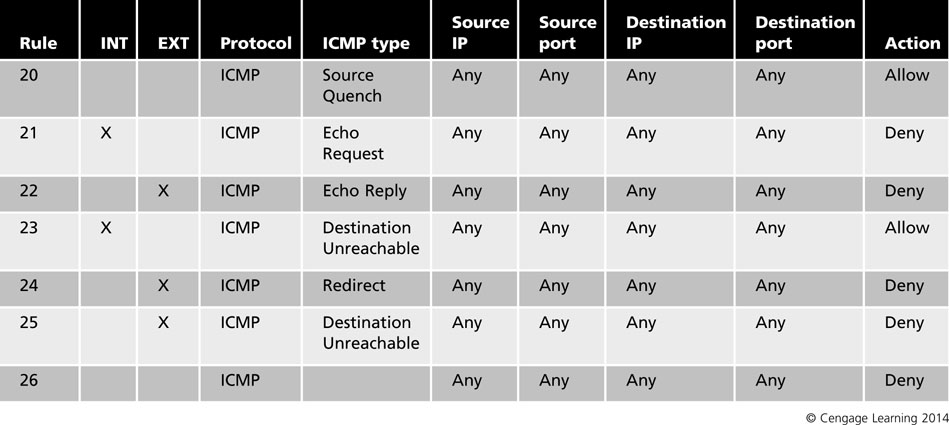 Rule INT EXT Protocol ICMP type Source IP Source port Destination IP Destination port Action
20 ICMP Source Quench Any Any Any Any Allow
21 X ICMP Echo Request Any Any Any Any Deny
22 X ICMP Echo Reply Any Any Any Any Deny
23 X ICMP Destination Unreachable Any Any Any Any Allow
24 X ICMP Redirect Any Any Any Any Deny
25 X ICMP Destination Unreachable Any Any Any Any Deny
26 ICMP Any Any Any Any Deny
© Cengage Learning 2014